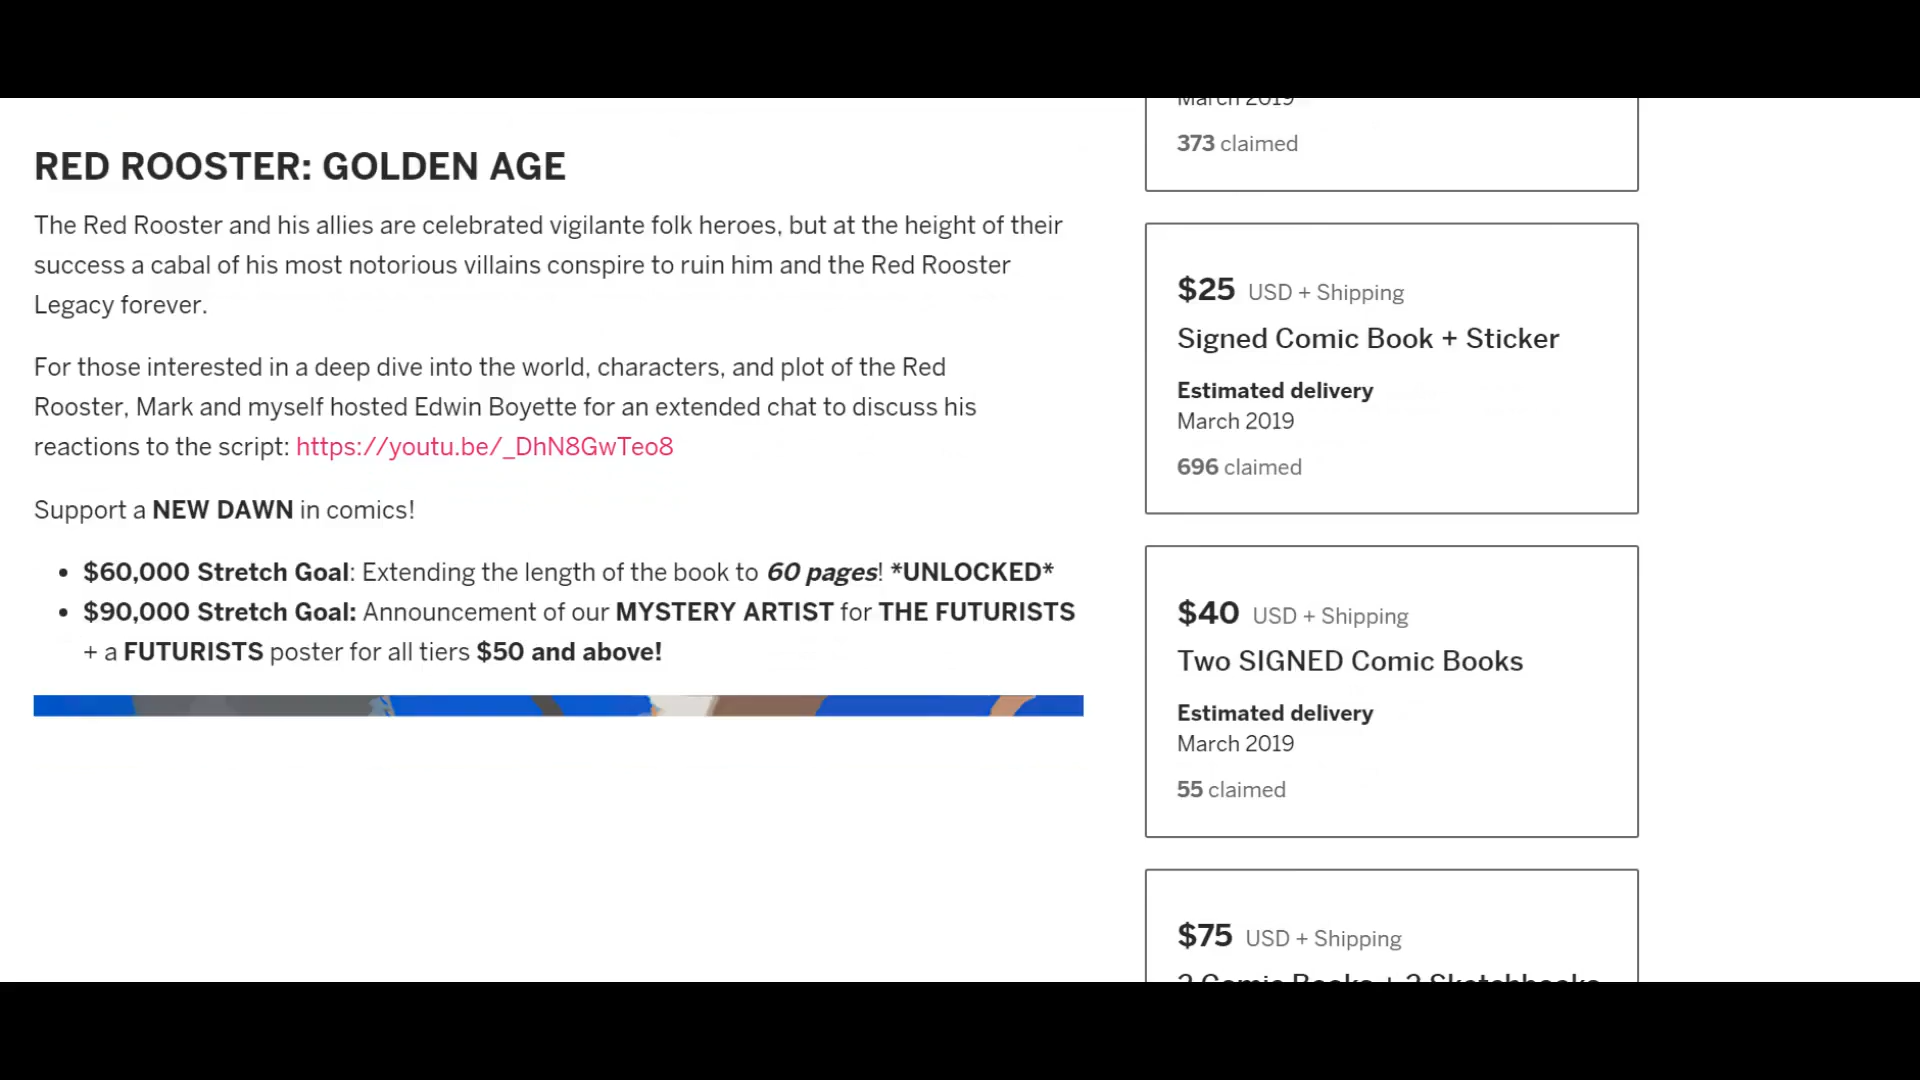 RED ROOSTER: GOLDEN AGE
The Red Rooster and his allies are celebrated vigilante folk heroes, but at the height of their
success a cabal of his most notorious villains conspire to ruin him and the Red Rooster
Legacy forever.
For those interested in a deep dive into the world, characters, and plot of the Red
Rooster, Mark and myself hosted Edwin Boyette for an extended chat to discuss his
reactions to the script: https://youtu.be/_DhN8GwTeo8
Support a NEW DAWN in comics!
• $60,000 Stretch Goal: Extending the length of the book to 60 pages! *UNLOCKED*
• $90,000 Stretch Goal: Announcement of our MYSTERY ARTIST for THE FUTURISTS
+ a FUTURISTS poster for all tiers $50 and above!
March 2019
373 claimed
$25 USD + Shipping
Signed Comic Book + Sticker
Estimated delivery
March 2019
696 claimed
$40 USD + Shipping
Two SIGNED Comic Books
Estimated delivery
March 2019
55 claimed
$75 USD + Shipping
Comic Books + Sketchbooks